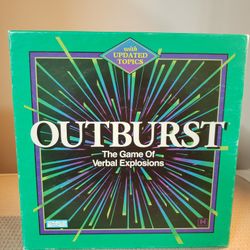 with
UPDATED
TOPICS
OUTBURST
The Game Of
Verbal Explosions